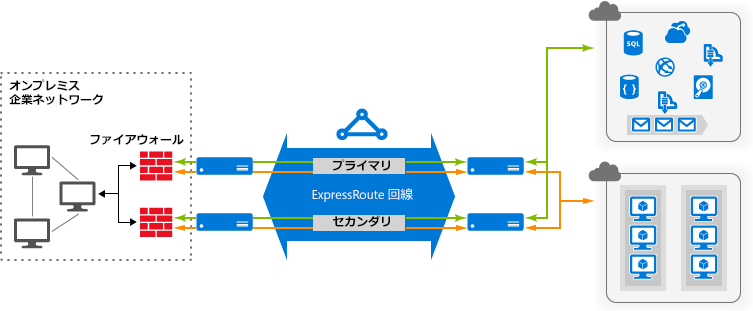 オンプレミス
企業ネットワーク
ファイアウォール
プライマリ
ExpressRoute 回線
セカンダリ
SQL
{ }